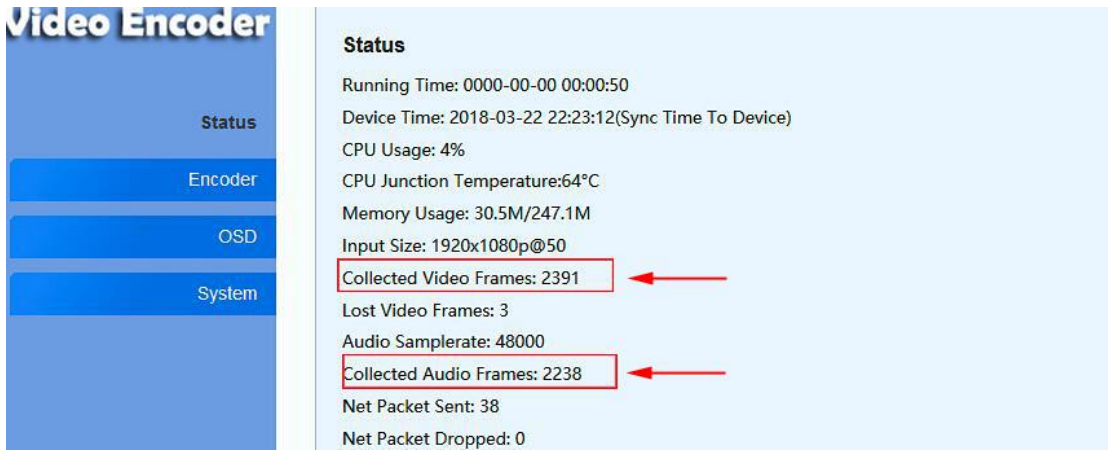 Video Encoder
Status
Encoder
OSD
System
Status
Running Time: 0000-00-00 00:00:50
Device Time: 2018-03-22 22:23:12(Sync Time To Device)
CPU Usage: 4%
CPU Junction Temperature:64°C
Memory Usage: 30.5M/247.1M
Input Size: 1920x1080p@50
Collected Video Frames: 2391
Lost Video Frames: 3
Audio Samplerate: 48000
Collected Audio Frames: 2238
Net Packet Sent: 38
Net Packet Dropped: 0